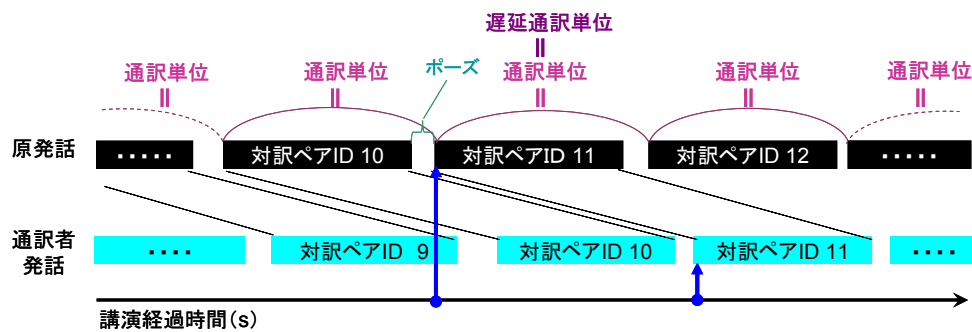 遅延通訳単位
=
通訳単位
=
通訳単位
=
ポーズ
通訳単位
=
通訳単位
=
通訳単位
=
原発話
・・・・・
対訳ペアID 10
対訳ペアID 11
対訳ペアID 12
・・・・・
通訳者
発話
・・・・
対訳ペアID 9
対訳ペアID 10
対訳ペアID 11
・・・・
講演経過時間(s)